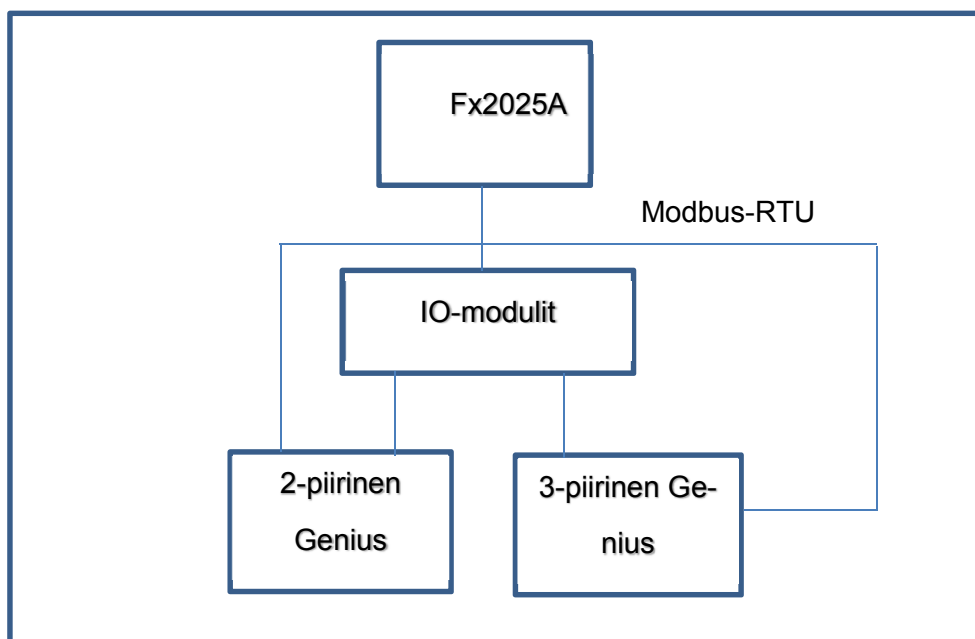 Fx2025A
Modbus-RTU
IO-modulit
2-piirinen
Genius
3-piirinen Ge-
nius